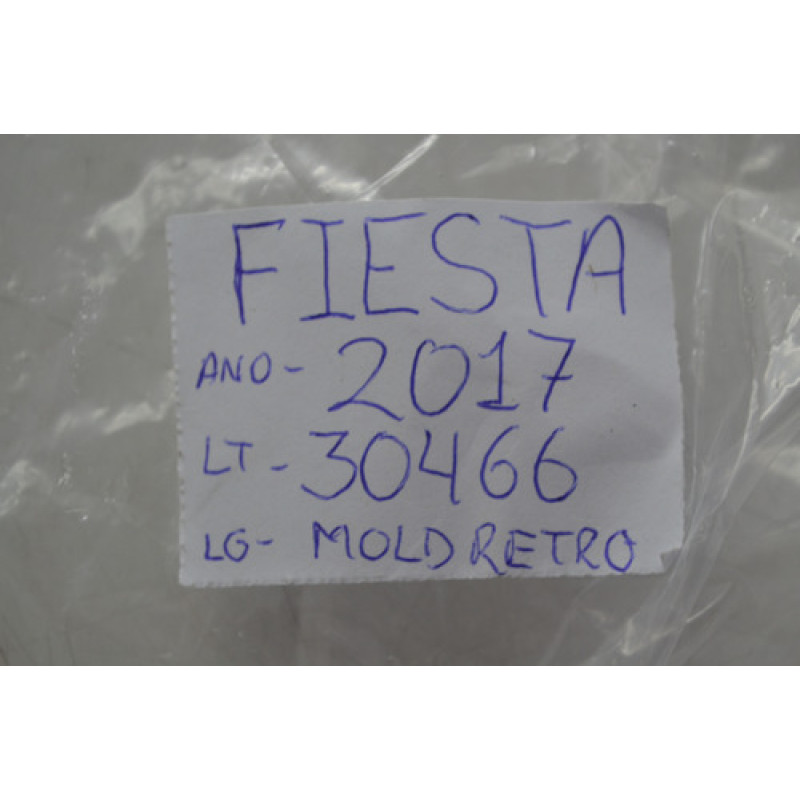 FIESTA
ANO- 2017
LT- 30466
LG- MOLD RETRO